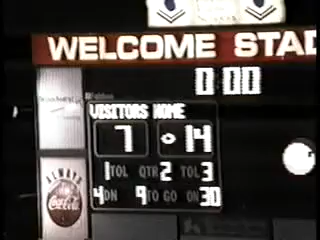 WELCOME STAD
0:00
VISITORS HOME
7 14
1 TOL QTR 2 TOL 3
4 DN 9 TO GO ON 30
ALWAYS
Coca-Cola